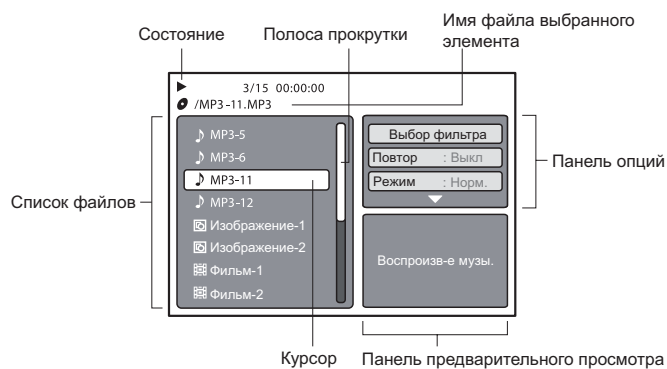 Состояние
Полоса прокрутки
Имя файла выбранного
элемента
3/15 00:00:00
/MP3-11.MP3
Список файлов
MP3-5
MP3-6
MP3-11
MP3-12
Изображение-1
Изображение-2
Фильм-1
Фильм-2
Выбор фильтра
Повтор : Выкл
Режим : Норм.
Панель опций
Воспроизв-е музы.
Курсор
Панель предварительного просмотра